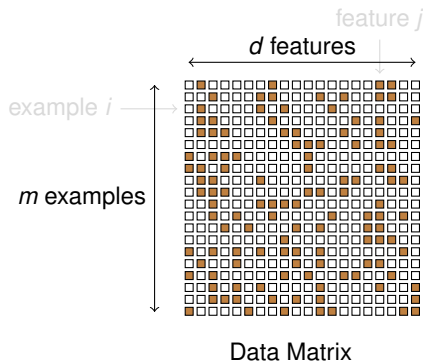 feature j
d features
example i
m examples
Data Matrix